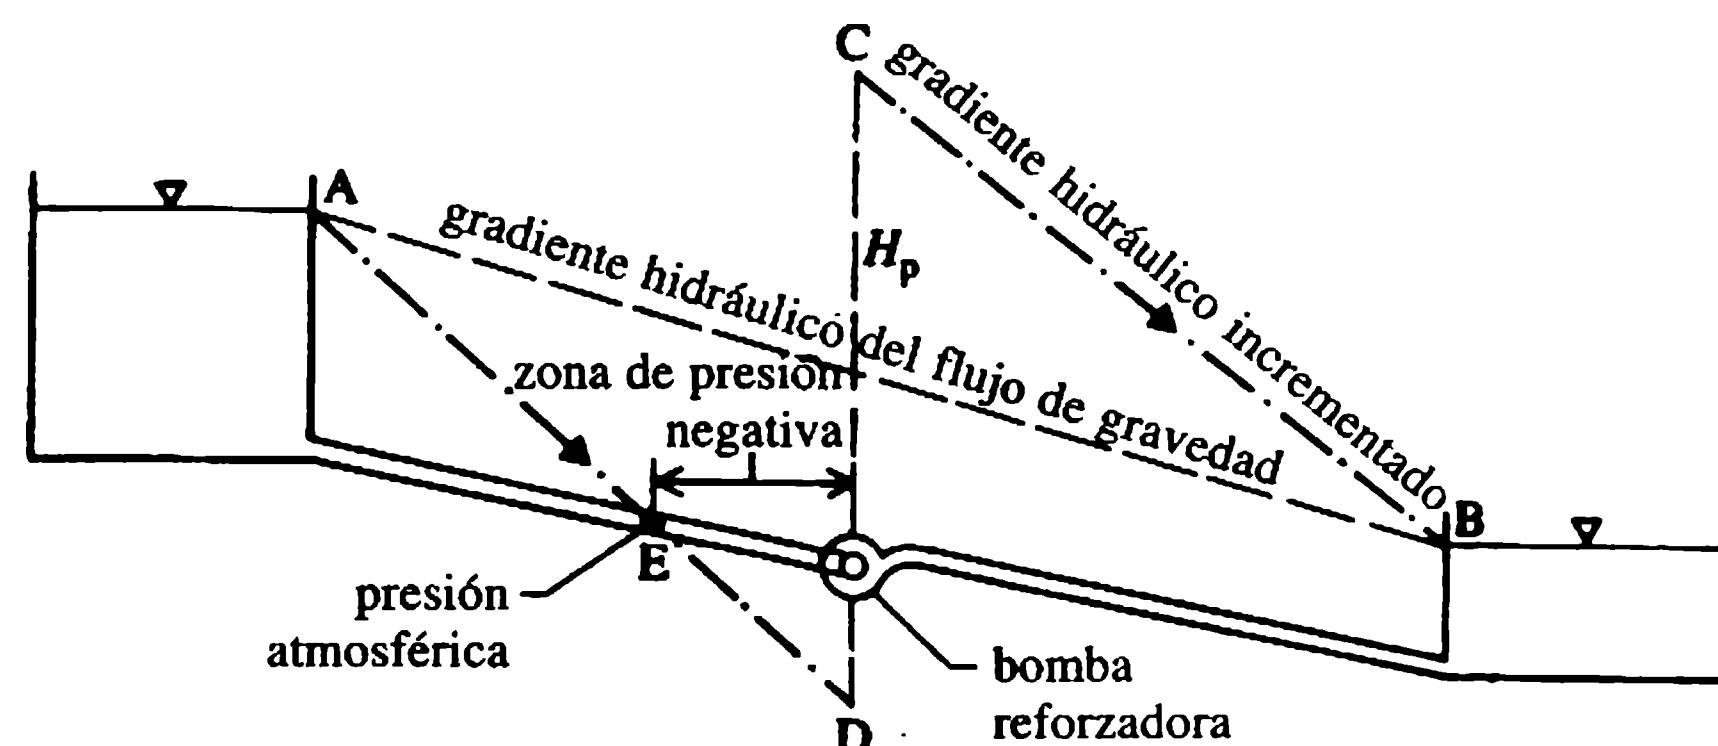 C
gradiente hidráulico incrementado
A
gradiente hidráulico del flujo de gravedad
H_p
zona de presión
negativa
B
E
presión
atmosférica
bomba
reforzadora
D